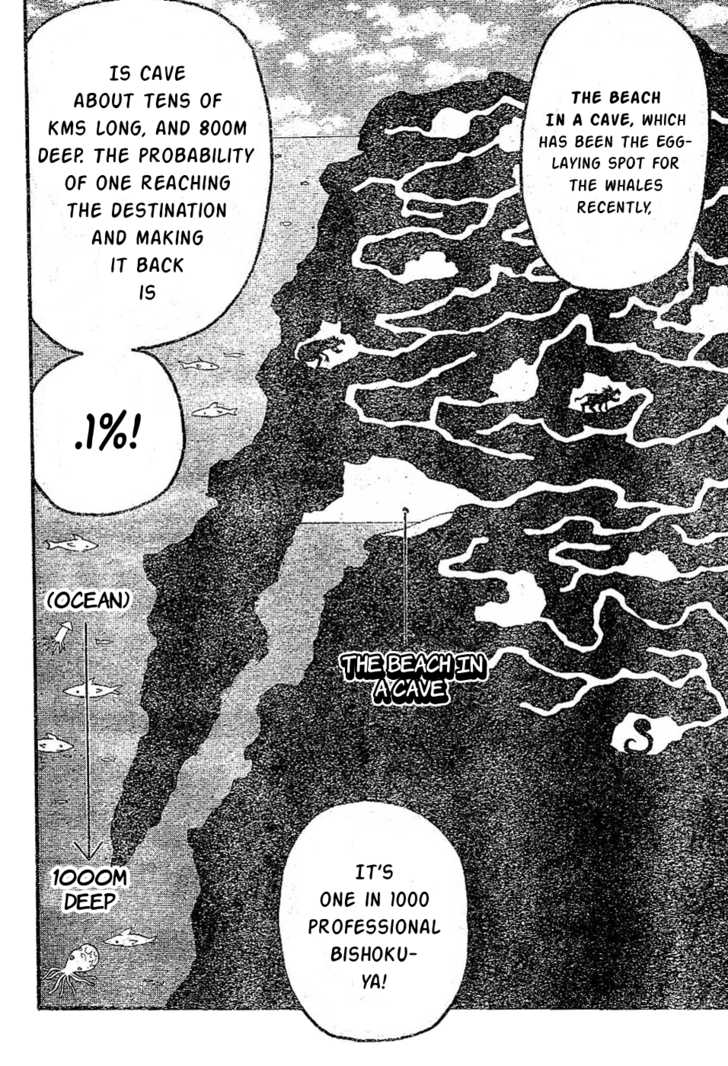 THE BEACH
IN A CAVE, WHICH
HAS BEEN THE EGG-
LAYING SPOT FOR
THE WHALES
RECENTLY,
IS CAVE
ABOUT TENS OF
KMS LONG, AND 800M
DEEP. THE PROBABILITY
OF ONE REACHING
THE DESTINATION
AND MAKING
IT BACK
IS
.1%!
(OCEAN)
THE BEACH IN
A CAVE
1000M
DEEP
IT'S
ONE IN 1000
PROFESSIONAL
BISHOKU-
YA!